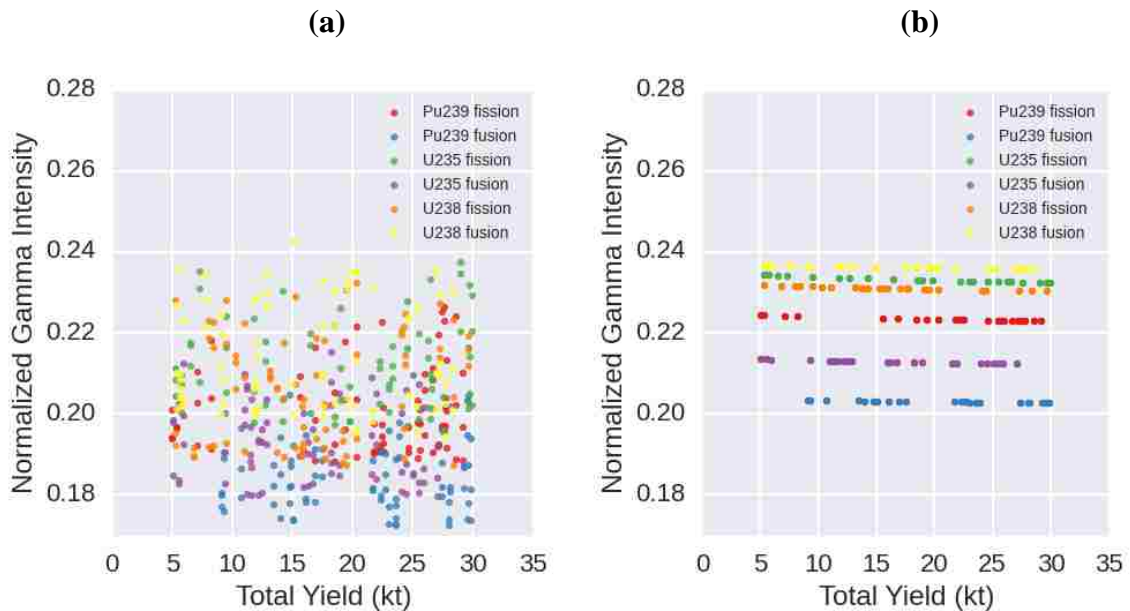 (a)
Normalized Gamma Intensity
0.28
0.26
0.24
0.22
0.20
0.18
Pu239 fission
Pu239 fusion
U235 fission
U235 fusion
U238 fission
U238 fusion
0 5 10 15 20 25 30 35
Total Yield (kt)
(b)
Normalized Gamma Intensity
0.28
0.26
0.24
0.22
0.20
0.18
Pu239 fission
Pu239 fusion
U235 fission
U235 fusion
U238 fission
U238 fusion
0 5 10 15 20 25 30 35
Total Yield (kt)